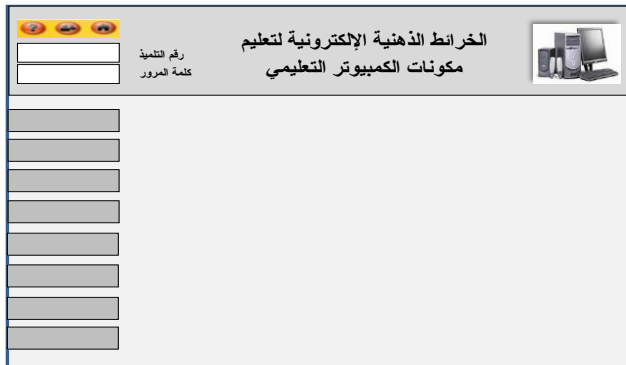 الخرائط الذهنية الإلكترونية لتعليم
مكونات الكمبيوتر التعليمي
رقم التلميذ
كلمة المرور